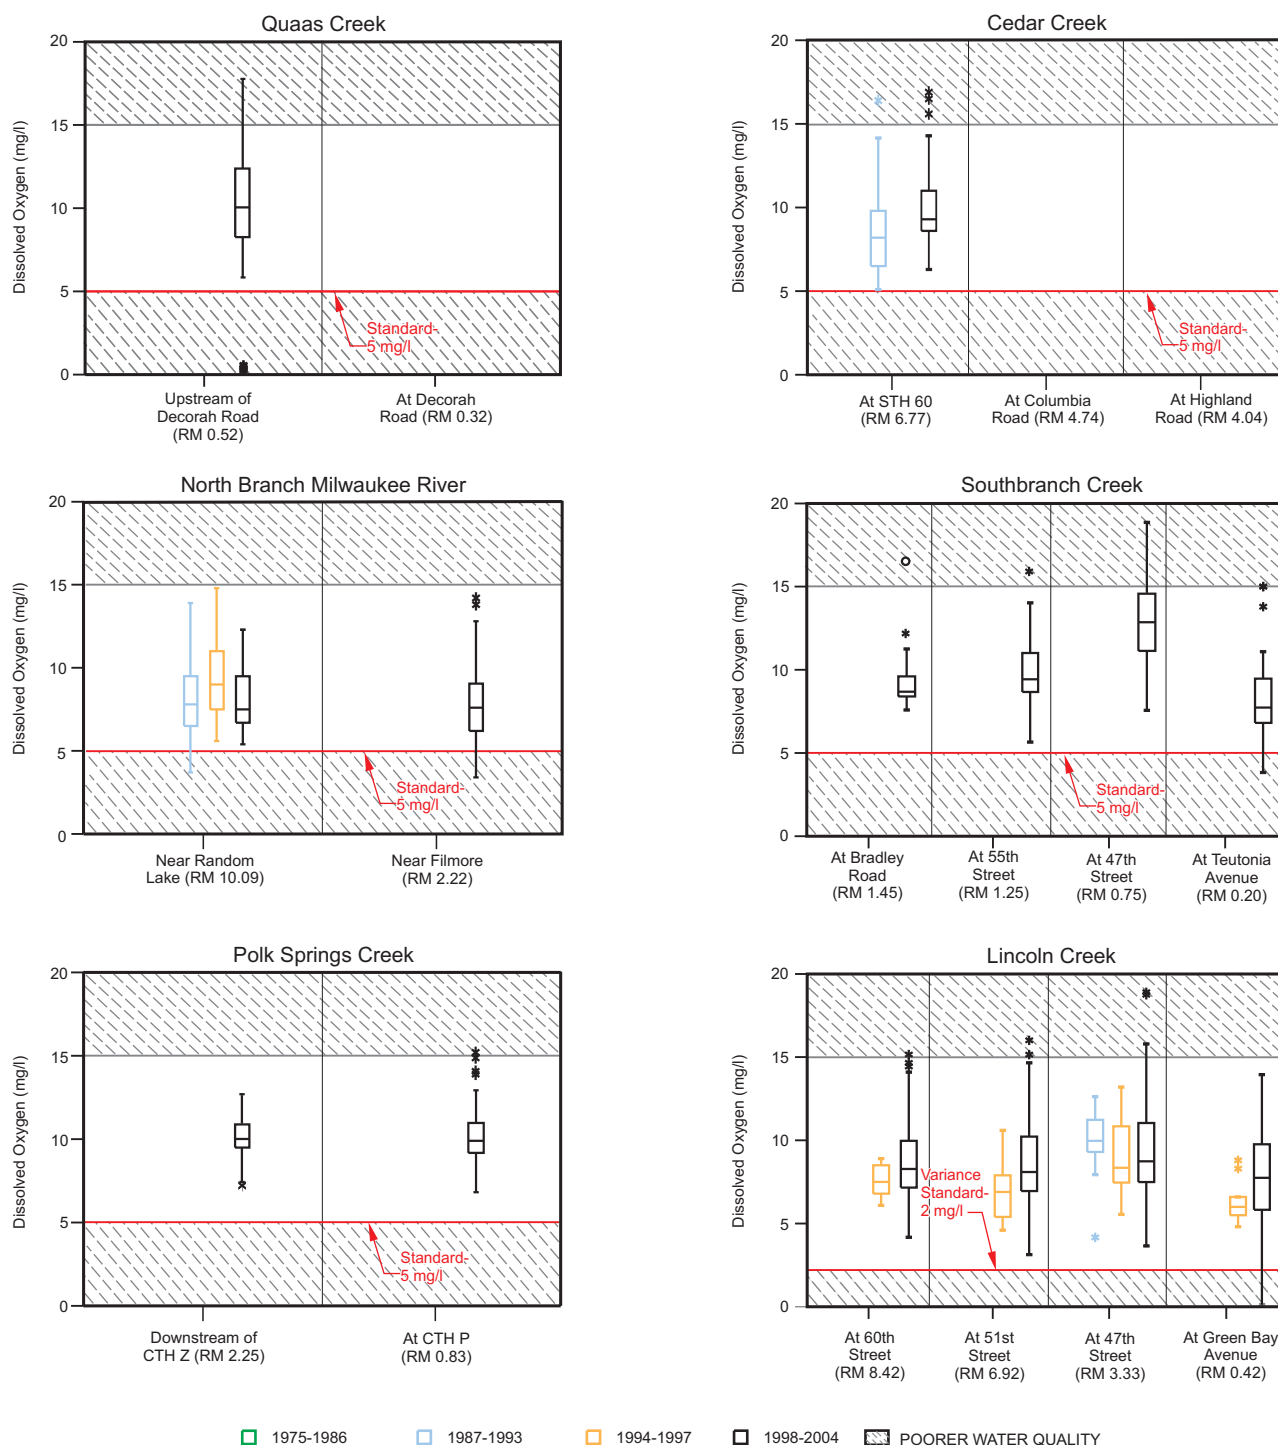 Quaas Creek
20
15
10
5
0
Dissolved Oxygen (mg/l)
Standard-
5 mg/l
Upstream of
Decorah Road
(RM 0.52)
At Decorah
Road (RM 0.32)
Cedar Creek
20
15
10
5
0
Dissolved Oxygen (mg/l)
Standard-
5 mg/l
At STH 60
(RM 6.77)
At Columbia
Road (RM 4.74)
At Highland
Road (RM 4.04)
North Branch Milwaukee River
20
15
10
5
0
Dissolved Oxygen (mg/l)
Standard-
5 mg/l
Near Random
Lake (RM 10.09)
Near Filmore
(RM 2.22)
Southbranch Creek
20
15
10
5
0
Dissolved Oxygen (mg/l)
Standard-
5 mg/l
At Bradley
Road
(RM 1.45)
At 55th
Street
(RM 1.25)
At 47th
Street
(RM 0.75)
At Teutonia
Avenue
(RM 0.20)
Polk Springs Creek
20
15
10
5
0
Dissolved Oxygen (mg/l)
Standard-
5 mg/l
Downstream of
CTH Z (RM 2.25)
At CTH P
(RM 0.83)
Lincoln Creek
20
15
10
5
0
Dissolved Oxygen (mg/l)
Variance
Standard-
2 mg/l
At 60th
Street
(RM 8.42)
At 51st
Street
(RM 6.92)
At 47th
Street
(RM 3.33)
At Green Bay
Avenue
(RM 0.42)
1975-1986
1987-1993
1994-1997
1998-2004
POORER WATER QUALITY